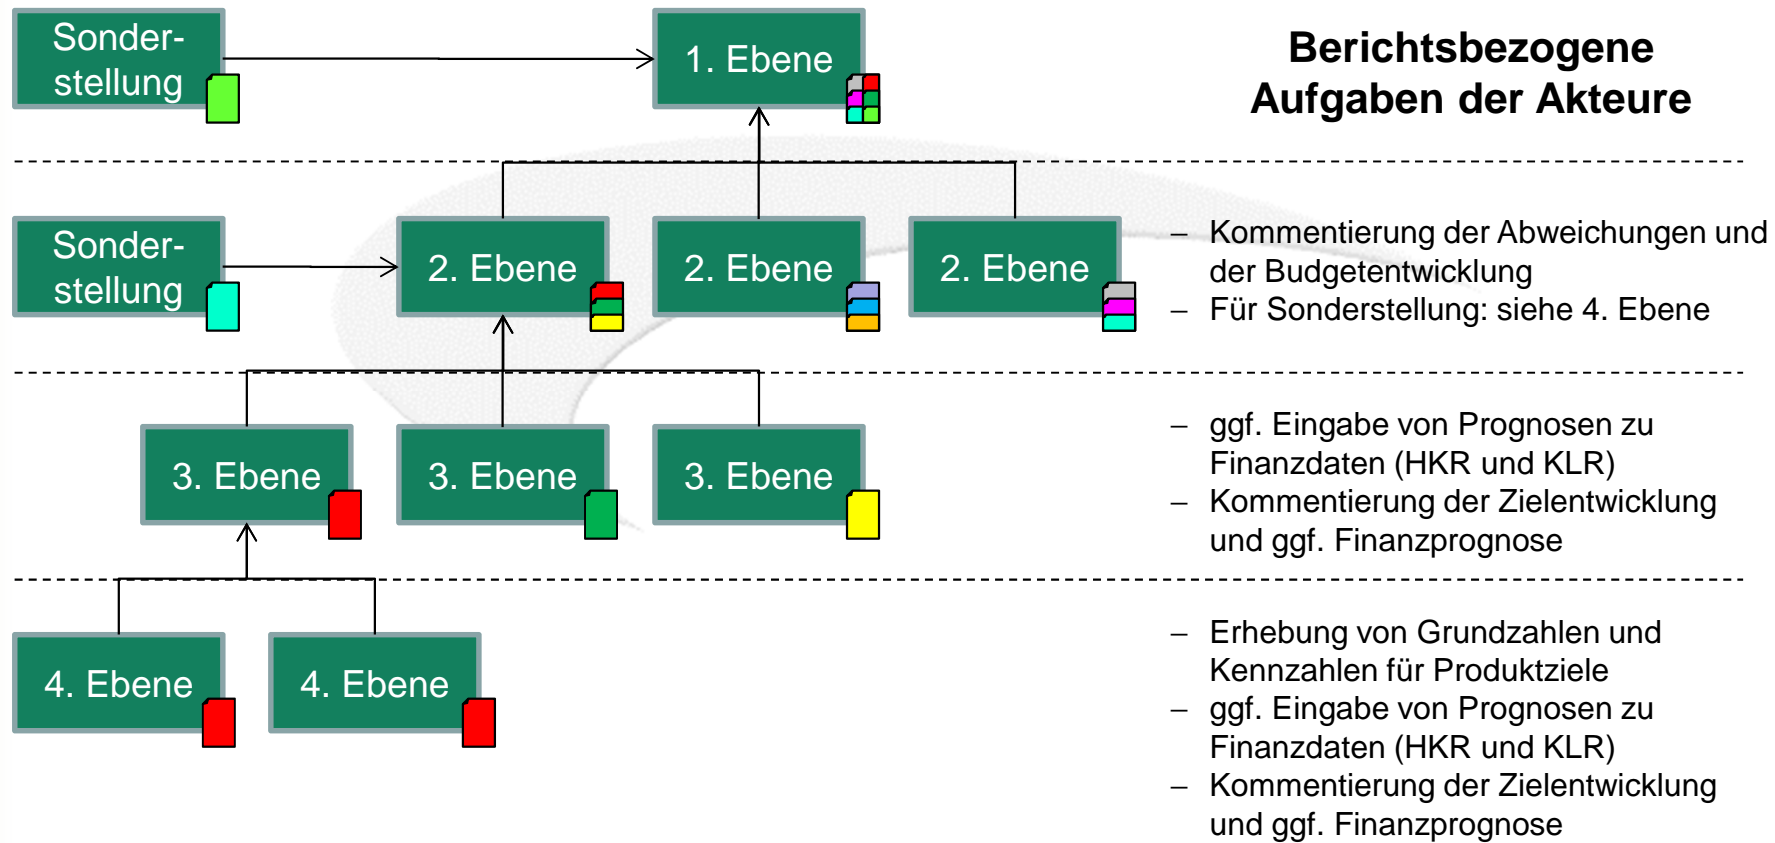 Sonder-
stellung
1. Ebene
Berichtsbezogene
Aufgaben der Akteure
Sonder-
stellung
2. Ebene
2. Ebene
2. Ebene
– Kommentierung der Abweichungen und
der Budgetentwicklung
– Für Sonderstellung: siehe 4. Ebene
3. Ebene
3. Ebene
3. Ebene
– ggf. Eingabe von Prognosen zu
Finanzdaten (HKR und KLR)
– Kommentierung der Zielentwicklung
und ggf. Finanzprognose
4. Ebene
4. Ebene
– Erhebung von Grundzahlen und
Kennzahlen für Produktziele
– ggf. Eingabe von Prognosen zu
Finanzdaten (HKR und KLR)
– Kommentierung der Zielentwicklung
und ggf. Finanzprognose